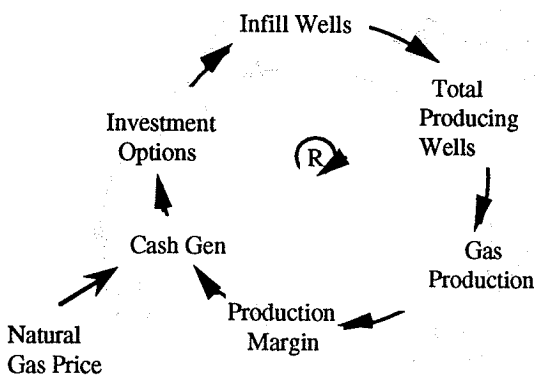 Infill Wells
Total
Producing
Wells
Investment
Options
R
Cash Gen
Gas
Production
Production
Margin
Natural
Gas Price